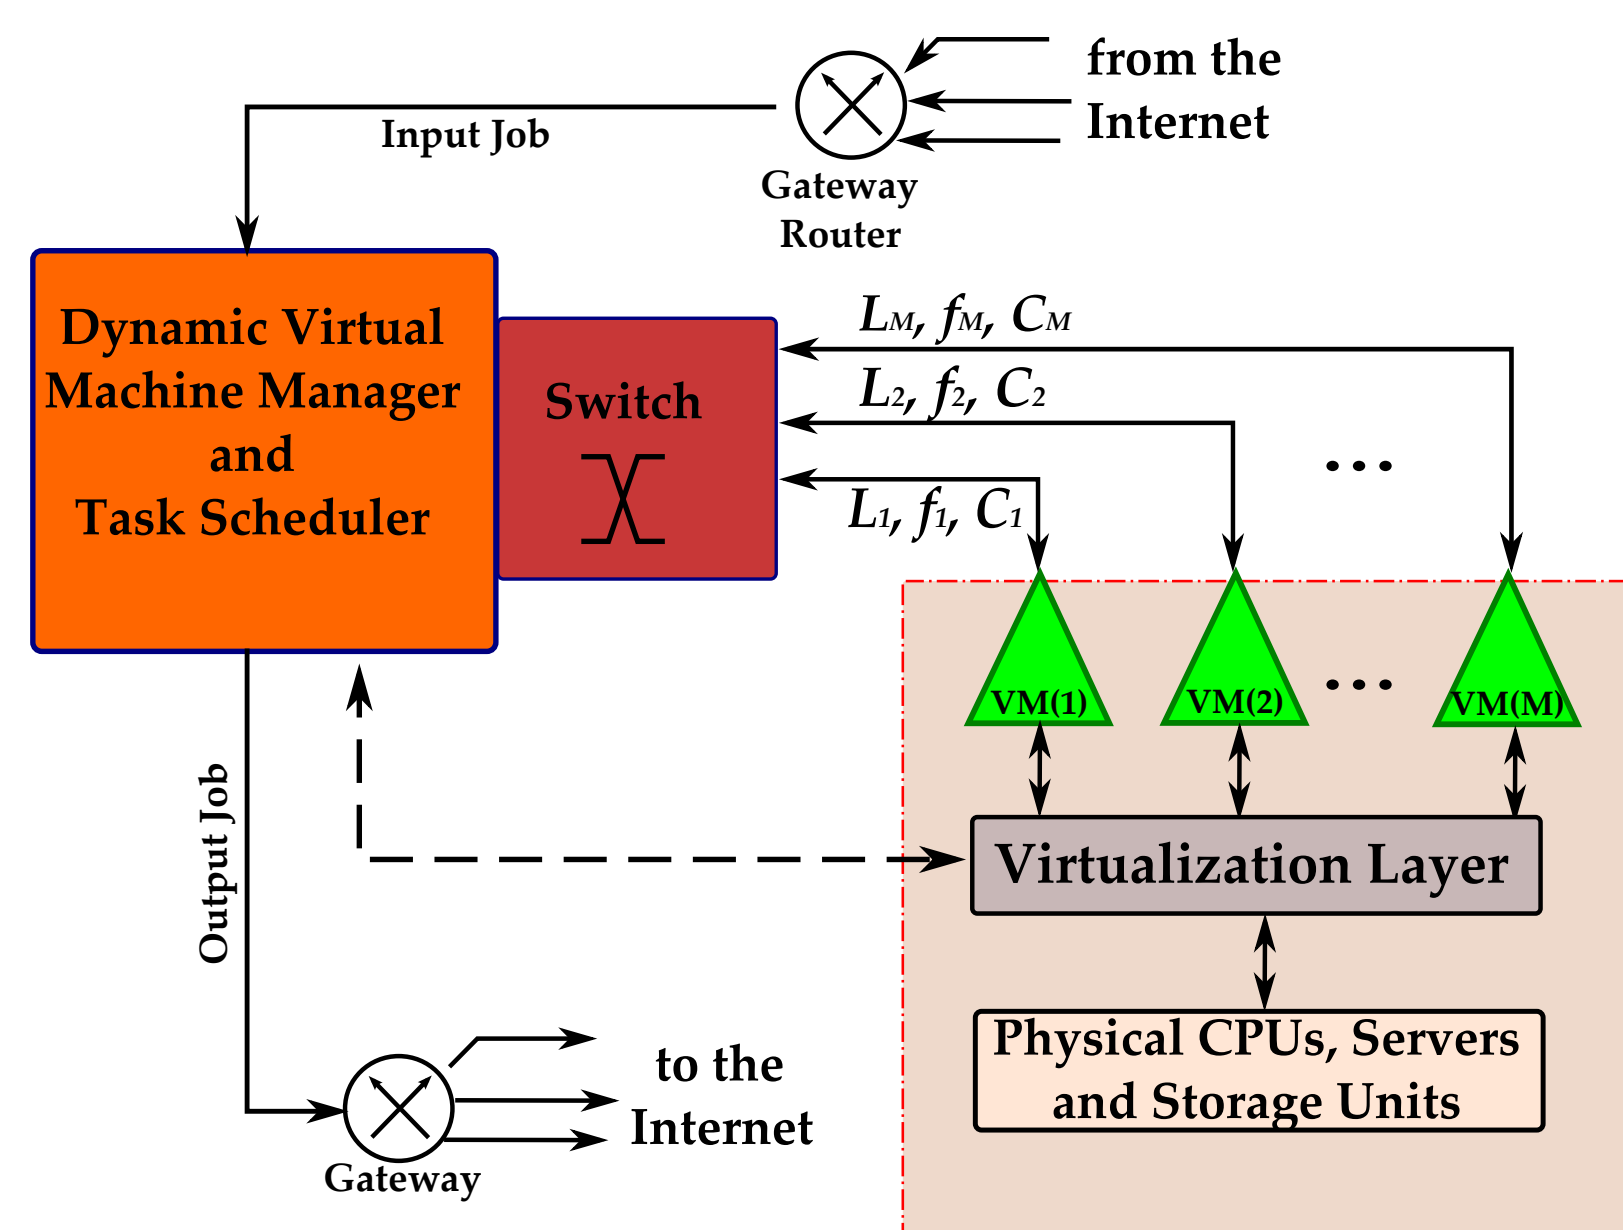 from the
Internet
Input Job
Gateway
Router
Dynamic Virtual
Machine Manager
and
Task Scheduler
Switch
LM, fM, CM
L2, f2, C2
L1, f1, C1
...
VM(1)
VM(2)
...
VM(M)
Virtualization Layer
Physical CPUs, Servers
and Storage Units
Output Job
to the
Internet
Gateway